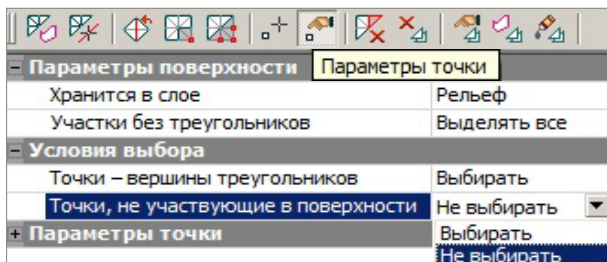 Параметры поверхности Параметры точки
Хранится в слое Рельеф
Участки без треугольников Выделять все
Условия выбора
Точки – вершины треугольников Выбирать
Точки, не участвующие в поверхности Не выбирать
Параметры точки Выбирать
Не выбирать